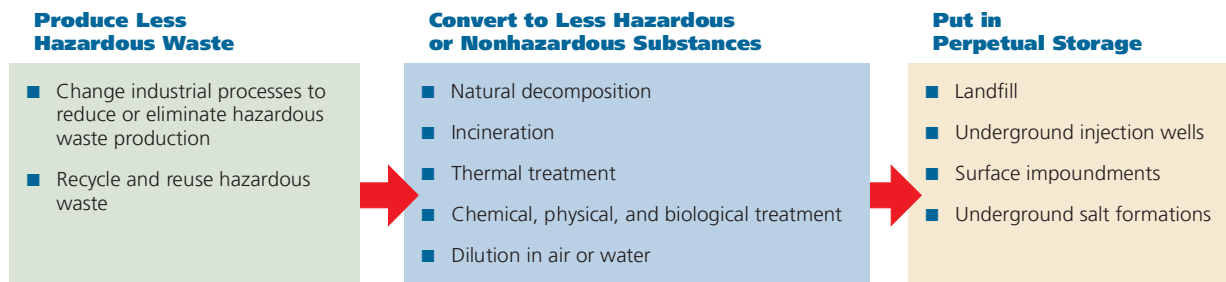 Produce Less
Hazardous Waste
Change industrial processes to
reduce or eliminate hazardous
waste production
Recycle and reuse hazardous
waste
Convert to Less Hazardous
or Nonhazardous Substances
Natural decomposition
Incineration
Thermal treatment
Chemical, physical, and biological treatment
Dilution in air or water
Put in
Perpetual Storage
Landfill
Underground injection wells
Surface impoundments
Underground salt formations